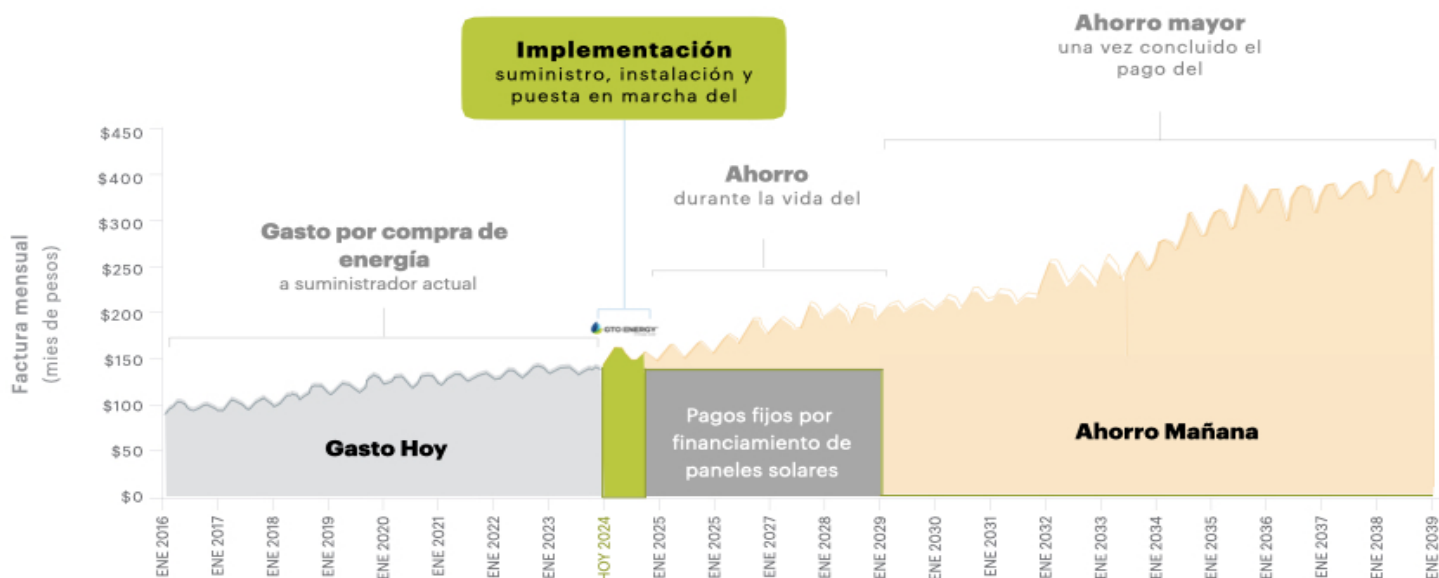 Ahorro mayor
una vez concluido el
pago del
Implementación
suministro, instalación y
puesta en marcha del
Ahorro
durante la vida del
Gasto por compra de
energía
a suministrador actual
Factura mensual
(mies de pesos)
$450
$400
$300
$250
$200
$150
$100
$50
$0
GTO ENERGY
Gasto Hoy
Pagos fijos por
financiamiento de
paneles solares
Ahorro Mañana
ENE 2016
ENE 2017
ENE 2018
ENE 2019
ENE 2020
ENE 2021
ENE 2022
ENE 2023
HOY 2024
ENE 2025
ENE 2025
ENE 2027
ENE 2028
ENE 2029
ENE 2030
ENE 2031
ENE 2032
ENE 2033
ENE 2034
ENE 2035
ENE 2036
ENE 2037
ENE 2038
ENE 2039